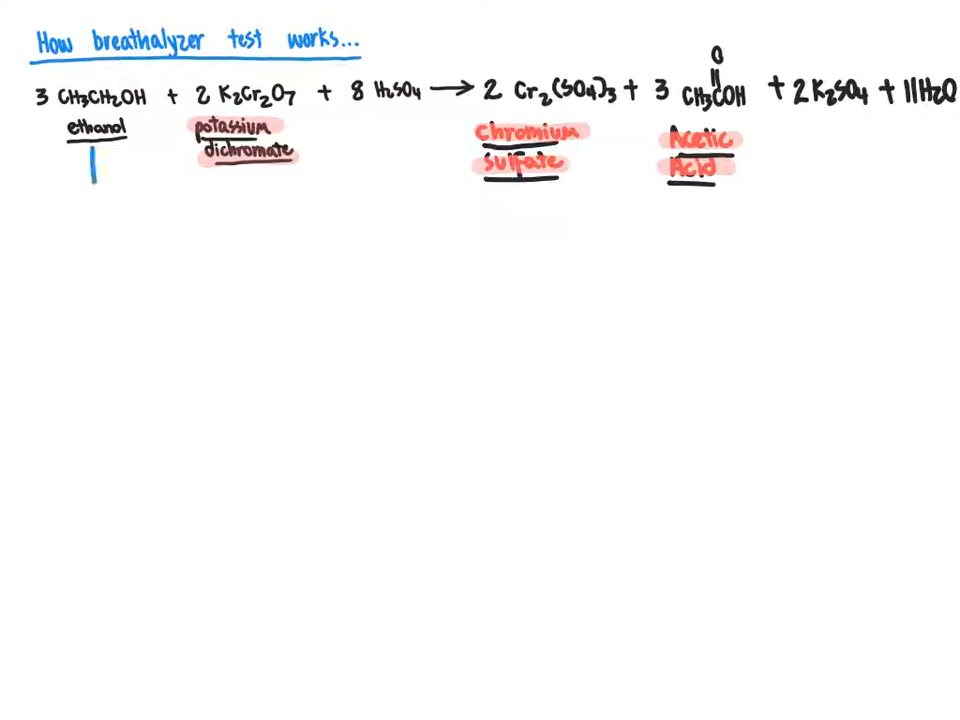 How breathalyzer test works...
O
3 CH3CH2OH + 2 K2Cr2O7 + 8 H2SO4 → 2 Cr2(SO4)3 + 3 CH3COH + 2 K2SO4 + 11 H2O
ethanol potassium Chromium Acetic
dichromate Sulfate Acid